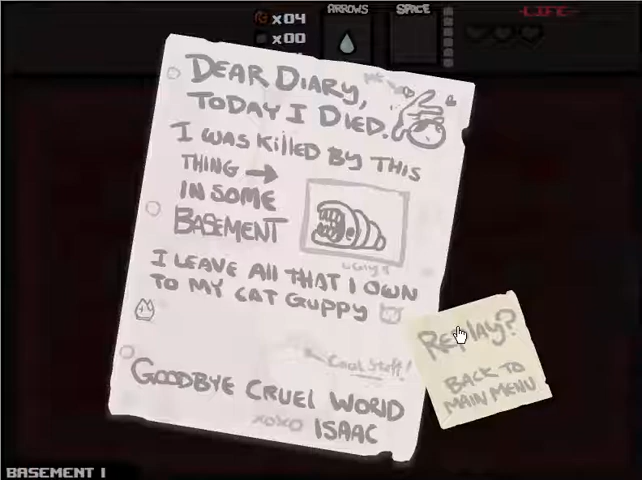 x04
x00
ARROWS
SPACE
LIFE
DEAR DIARY,
TODAY I DIED.
I WAS KILLED BY THIS
THING →
IN SOME
BASEMENT
UGLY
I LEAVE ALL THAT I OWN
TO MY CAT GUPPY
COOL STUFF!
GOODBYE CRUEL WORLD
XOXO ISAAC
REPLAY?
BACK TO
MAIN MENU
BASEMENT I